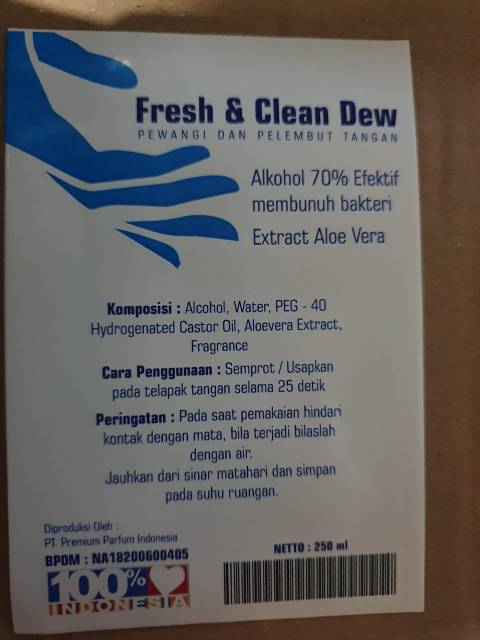 Fresh & Clean Dew
PEWANGI DAN PELEMBUT TANGAN
Alkohol 70% Efektif
membunuh bakteri
Extract Aloe Vera
Komposisi : Alcohol, Water, PEG - 40
Hydrogenated Castor Oil, Aloevera Extract,
Fragrance
Cara Penggunaan : Semprot / Usapkan
pada telapak tangan selama 25 detik
Peringatan : Pada saat pemakaian hindari
kontak dengan mata, bila terjadi bilaslah
dengan air.
Jauhkan dari sinar matahari dan simpan
pada suhu ruangan.
Diproduksi Oleh :
PT. Premium Parfum Indonesia
BPOM : NA18200600405
100%
INDONESIA
NETTO : 250 ml